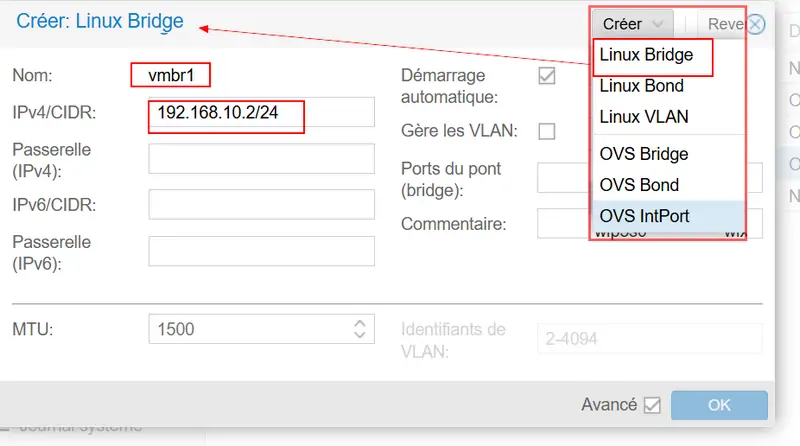 Créer: Linux Bridge
Créer
Reve
Nom:
vmbr1
IPv4/CIDR:
192.168.10.2/24
Passerelle
(IPv4):
IPv6/CIDR:
Passerelle
(IPv6):
Démarrage
automatique:
Gère les VLAN:
Ports du pont
(bridge):
Commentaire:
Linux Bridge
Linux Bond
Linux VLAN
OVS Bridge
OVS Bond
OVS IntPort
MTU:
1500
Identifiants de
VLAN:
2-4094
Avancé
OK
Journal système